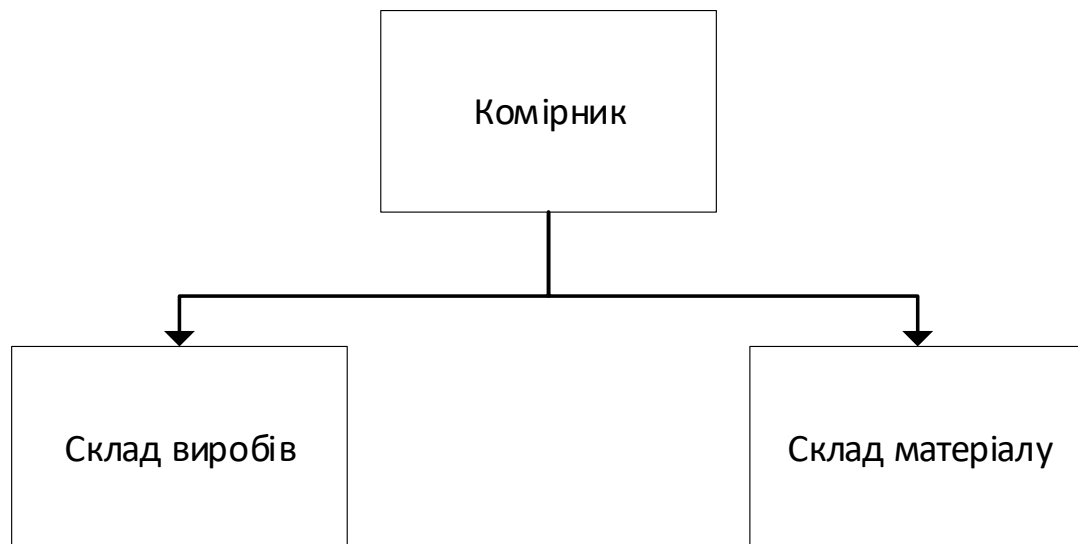 Комірник
Склад виробів
Склад матеріалу